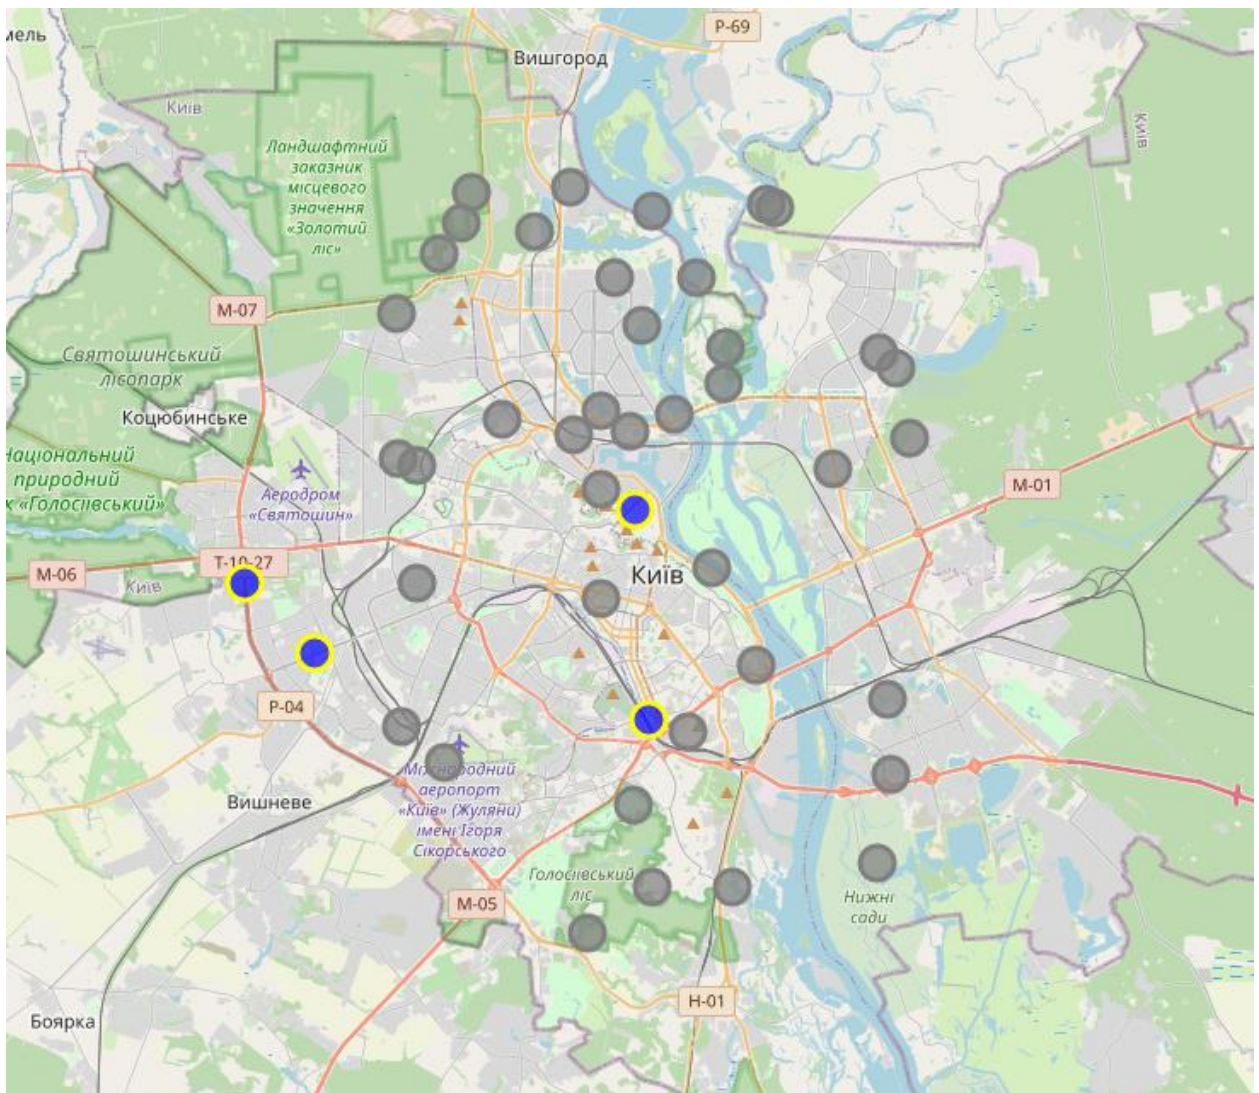 Р-69
Вишгород
Київ
Київ
Ландшафтний
заказник
місцевого
значення
«Золотий
ліс»
М-07
Святошинський
лісопарк
Коцюбинське
природний
«Голосіївський»
Аеродром
«Святошин»
М-01
Т-10-27
М-06
Київ
Київ
Р-04
Міжнародний
аеропорт
«Київ» (Жуляни)
імені Ігоря
Сікорського
Вишневе
Голосіївський
ліс
М-05
Нижні
сади
Н-01
Боярка